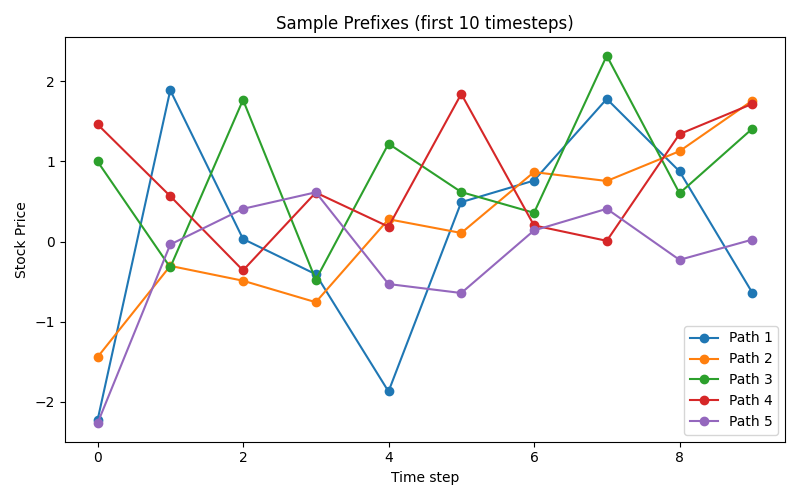 Sample Prefixes (first 10 timesteps)
Stock Price
2
1
0
−1
−2
0
2
4
6
8
Time step
Path 1
Path 2
Path 3
Path 4
Path 5